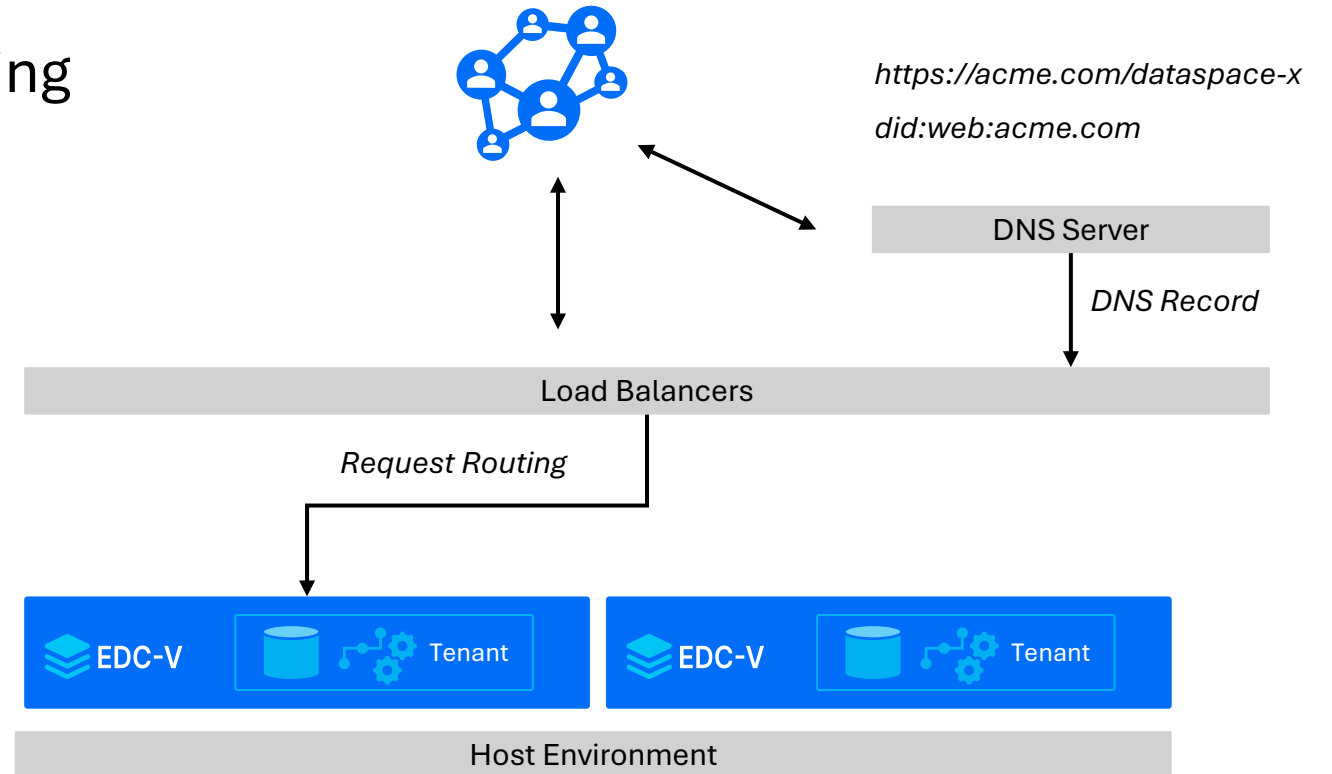 ing
https://acme.com/dataspace-x
did:web:acme.com
DNS Server
DNS Record
Load Balancers
Request Routing
EDC-V
Tenant
EDC-V
Tenant
Host Environment